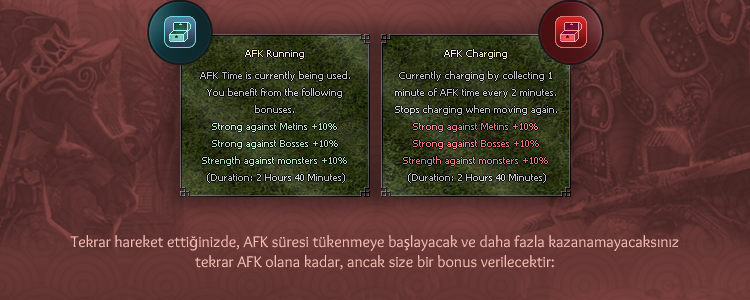 AFK Running
AFK Time is currently being used.
You benefit from the following
bonuses.
Strong against Metins +10%
Strong against Bosses +10%
Strength against monsters +10%
(Duration: 2 Hours 40 Minutes)
AFK Charging
Currently charging by collecting 1
minute of AFK time every 2 minutes.
Stops charging when moving again.
Strong against Metins +10%
Strong against Bosses +10%
Strength against monsters +10%
(Duration: 2 Hours 40 Minutes)
Tekrar hareket ettiğinizde, AFK süresi tükenmeye başlayacak ve daha fazla kazanamayacaksınız
tekrar AFK olana kadar, ancak size bir bonus verilecektir: